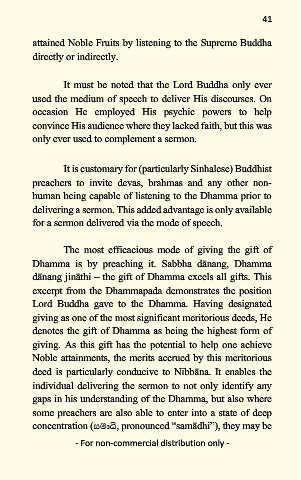 41
attained Noble Fruits by listening to the Supreme Buddha
directly or indirectly.
It must be noted that the Lord Buddha only ever
used the medium of speech to deliver His discourses. On
occasion He employed His psychic powers to help
convince His audience where they lacked faith, but this was
only ever used to complement a sermon.
It is customary for (particularly Sinhalese) Buddhist
preachers to invite devas, brahmas and any other non-
human being capable of listening to the Dhamma prior to
delivering a sermon. This added advantage is only available
for a sermon delivered via the mode of speech.
The most efficacious mode of giving the gift of
Dhamma is by preaching it. Sabbha dānang, Dhamma
dānang jināthi – the gift of Dhamma excels all gifts. This
excerpt from the Dhammapada demonstrates the position
Lord Buddha gave to the Dhamma. Having designated
giving as one of the most significant meritorious deeds, He
denotes the gift of Dhamma as being the highest form of
giving. As this gift has the potential to help one achieve
Noble attainments, the merits accrued by this meritorious
deed is particularly conducive to Nibbāna. It enables the
individual delivering the sermon to not only identify any
gaps in his understanding of the Dhamma, but also where
some preachers are also able to enter into a state of deep
concentration (සමාධි, pronounced “samādhi”), they may be
- For non-commercial distribution only -